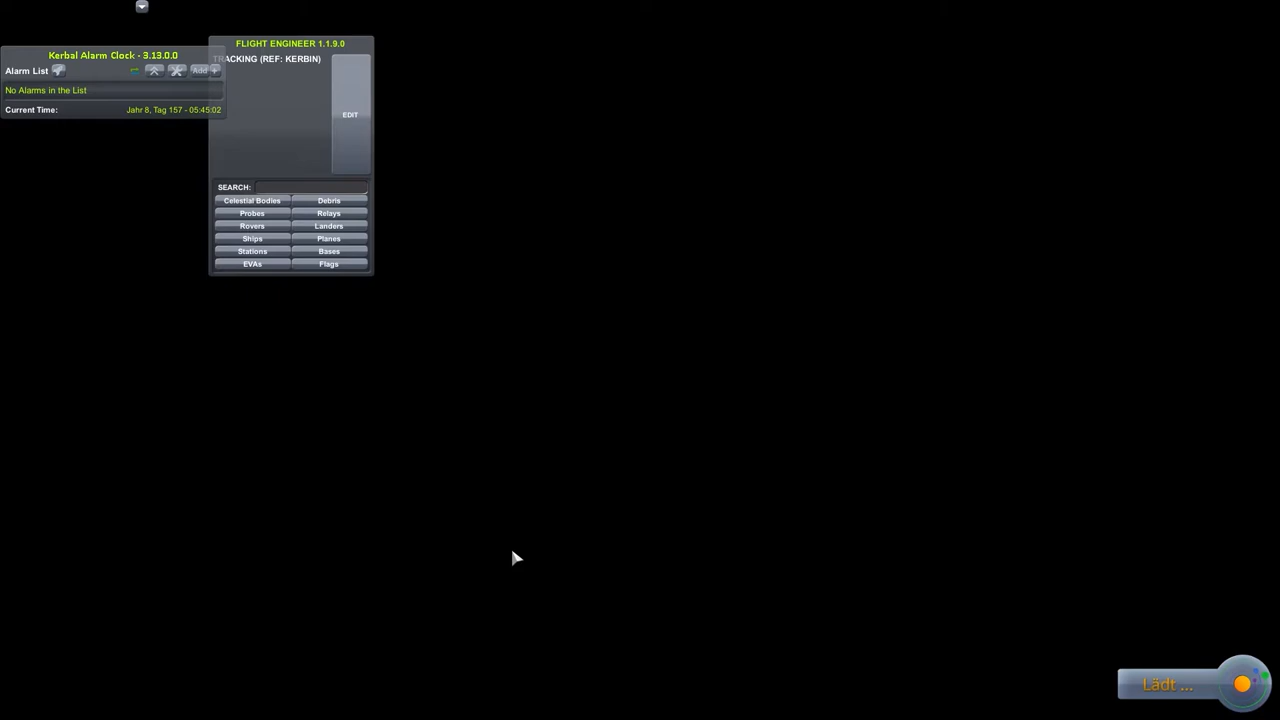 Kerbal Alarm Clock - 3.13.0.0
Alarm List
Add +
No Alarms in the List
Current Time: Jahr 8, Tag 157 - 05:45:02
FLIGHT ENGINEER 1.1.9.0
TRACKING (REF: KERBIN)
EDIT
SEARCH:
Celestial Bodies Debris
Probes Relays
Rovers Landers
Ships Planes
Stations Bases
EVAs Flags
Lädt ...